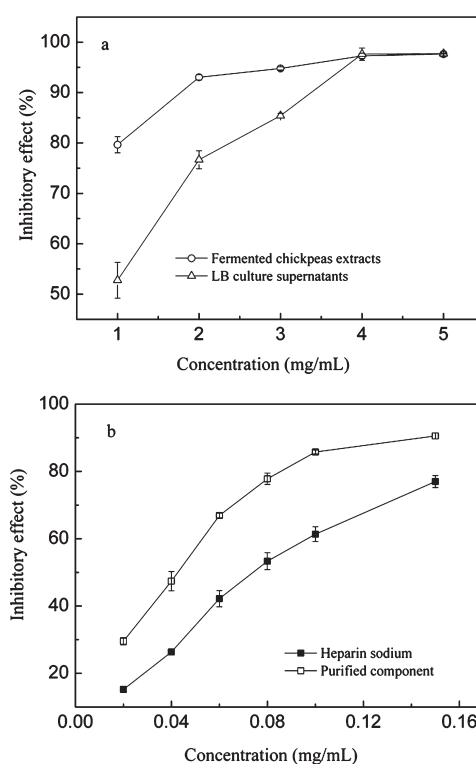 a
100
90
80
70
60
50
Inhibitory effect (%)
Fermented chickpeas extracts
LB culture supernatants
1 2 3 4 5
Concentration (mg/mL)
b
100
80
60
40
20
Inhibitory effect (%)
Heparin sodium
Purified component
0.00 0.04 0.08 0.12 0.16
Concentration (mg/mL)